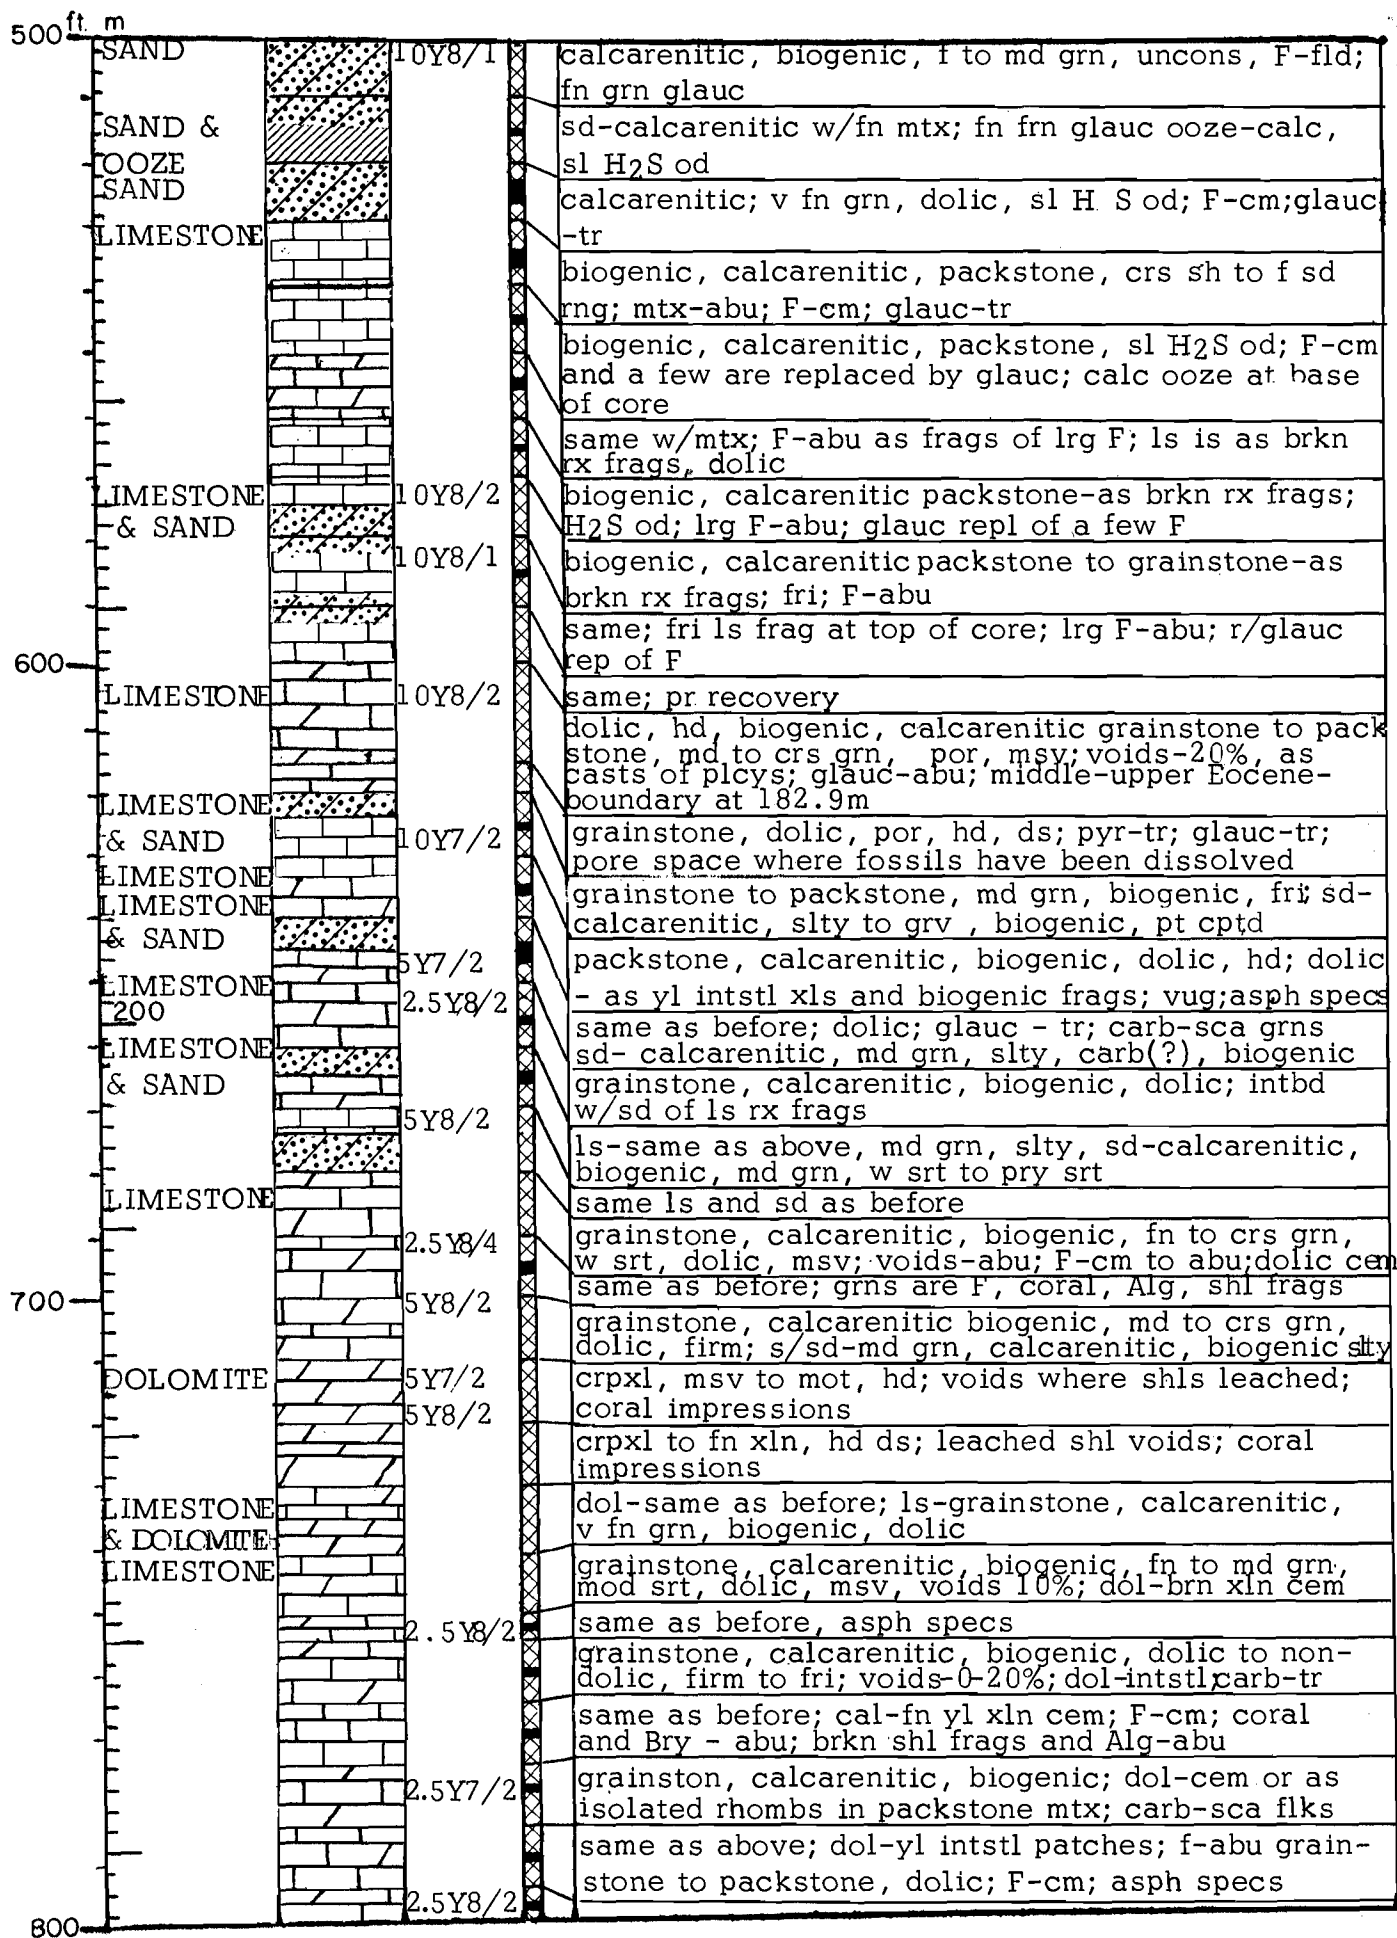 ft. m
500
SAND
10Y8/1
calcarenitic, biogenic, f to md grn, uncons, F-fld;
fn grn glauc
SAND &
OOZE
sd-calcarenitic w/fn mtx; fn frn glauc ooze-calc,
sl H2S od
SAND
calcarenitic; v fn grn, dolic, sl H S od; F-cm;glauc
-tr
LIMESTONE
biogenic, calcarenitic, packstone, crs sh to f sd
rng; mtx-abu; F-cm; glauc-tr
biogenic, calcarenitic, packstone, sl H2S od; F-cm
and a few are replaced by glauc; calc ooze at base
of core
same w/mtx; F-abu as frags of lrg F; ls is as brkn
rx frags, dolic
LIMESTONE
& SAND
10Y8/2
biogenic, calcarenitic packstone-as brkn rx frags;
H2S od; lrg F-abu; glauc repl of a few F
10Y8/1
biogenic, calcarenitic packstone to grainstone-as
brkn rx frags; fri; F-abu
same; fri ls frag at top of core; lrg F-abu; r/glauc
rep of F
600
LIMESTONE
10Y8/2
same; pr recovery
dolic, hd, biogenic, calcarenitic grainstone to pack
stone, md to crs grn, por, msv; voids-20%, as
casts of plcys; glauc-abu; middle-upper Eocene-
boundary at 182.9m
LIMESTONE
& SAND
10Y7/2
grainstone, dolic, por, hd, ds; pyr-tr; glauc-tr;
pore space where fossils have been dissolved
LIMESTONE
LIMESTONE
& SAND
grainstone to packstone, md grn, biogenic, fri; sd-
calcarenitic, slty to grv , biogenic, pt cptd
5Y7/2
packstone, calcarenitic, biogenic, dolic, hd; dolic
- as yl intstl xls and biogenic frags; vug;asph specs
LIMESTONE
200
2.5Y8/2
same as before; dolic; glauc - tr; carb-sca grns
sd- calcarenitic, md grn, slty, carb(?), biogenic
LIMESTONE
& SAND
grainstone, calcarenitic, biogenic, dolic; intbd
w/sd of ls rx frags
5Y8/2
ls-same as above, md grn, slty, sd-calcarenitic,
biogenic, md grn, w srt to pry srt
LIMESTONE
same ls and sd as before
2.5Y8/4
grainstone, calcarenitic, biogenic, fn to crs grn,
w srt, dolic, msv; voids-abu; F-cm to abu;dolic cem
same as before; grns are F, coral, Alg, shl frags
700
5Y8/2
grainstone, calcarenitic biogenic, md to crs grn,
dolic, firm; s/sd-md grn, calcarenitic, biogenic slty
DOLOMITE
5Y7/2
crpxl, msv to mot, hd; voids where shls leached;
coral impressions
5Y8/2
crpxl to fn xln, hd ds; leached shl voids; coral
impressions
LIMESTONE
& DOLOMITE
dol-same as before; ls-grainstone, calcarenitic,
v fn grn, biogenic, dolic
LIMESTONE
grainstone, calcarenitic, biogenic, fn to md grn,
mod srt, dolic, msv, voids 10%; dol-brn xln cem
2.5Y8/2
same as before, asph specs
grainstone, calcarenitic, biogenic, dolic to non-
dolic, firm to fri; voids-0-20%; dol-intstl;carb-tr
same as before; cal-fn yl xln cem; F-cm; coral
and Bry - abu; brkn shl frags and Alg-abu
2.5Y7/2
grainston, calcarenitic, biogenic; dol-cem or as
isolated rhombs in packstone mtx; carb-sca flks
same as above; dol-yl intstl patches; f-abu grain-
stone to packstone, dolic; F-cm; asph specs
2.5Y8/2
800